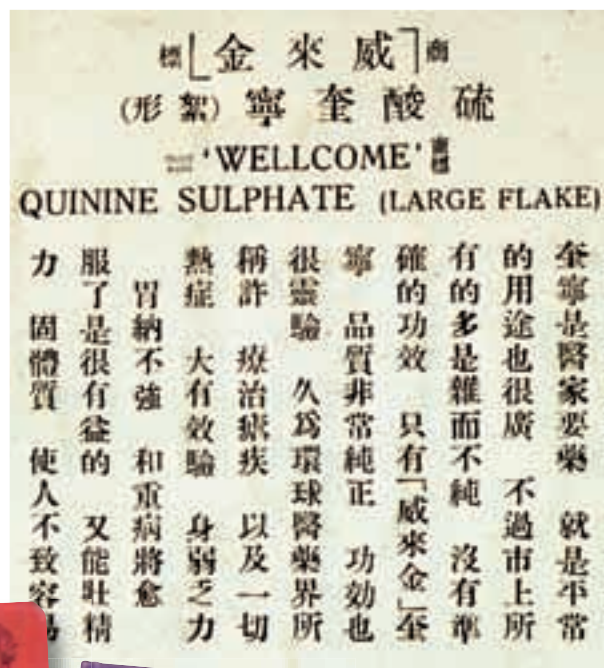 商「威來金」標
硫酸奎寧(絮形)
'WELLCOME' 商標
QUININE SULPHATE (LARGE FLAKE)
奎寧是醫家要藥　就是平常
的用途也很廣　不過市上所
有的多是雜而不純　沒有準
確的功效　只有「威來金」奎
寧　品質非常純正　功効也
很靈驗　久爲環球醫藥界所
稱許　療治瘧疾　以及一切
熱症　大有效驗　身弱乏力
胃納不強　和重病將愈
服了是很有益的　又能壯精
力　固體質　使人不致容易